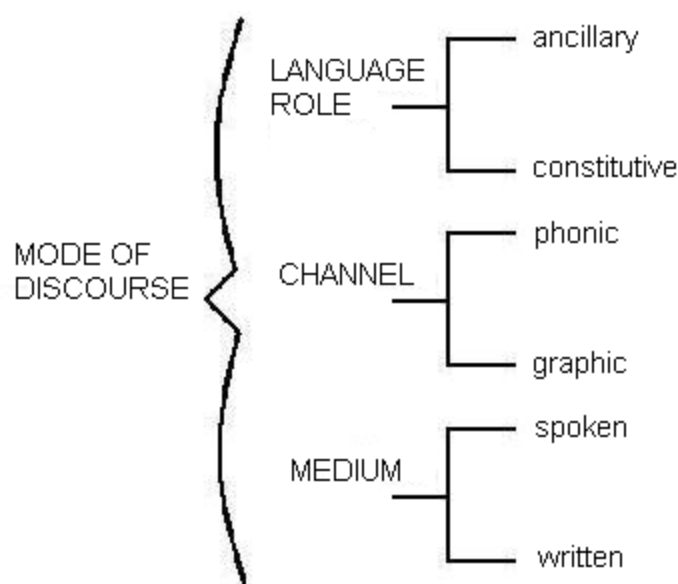 MODE OF
DISCOURSE
LANGUAGE
ROLE
ancillary
constitutive
CHANNEL
phonic
graphic
MEDIUM
spoken
written